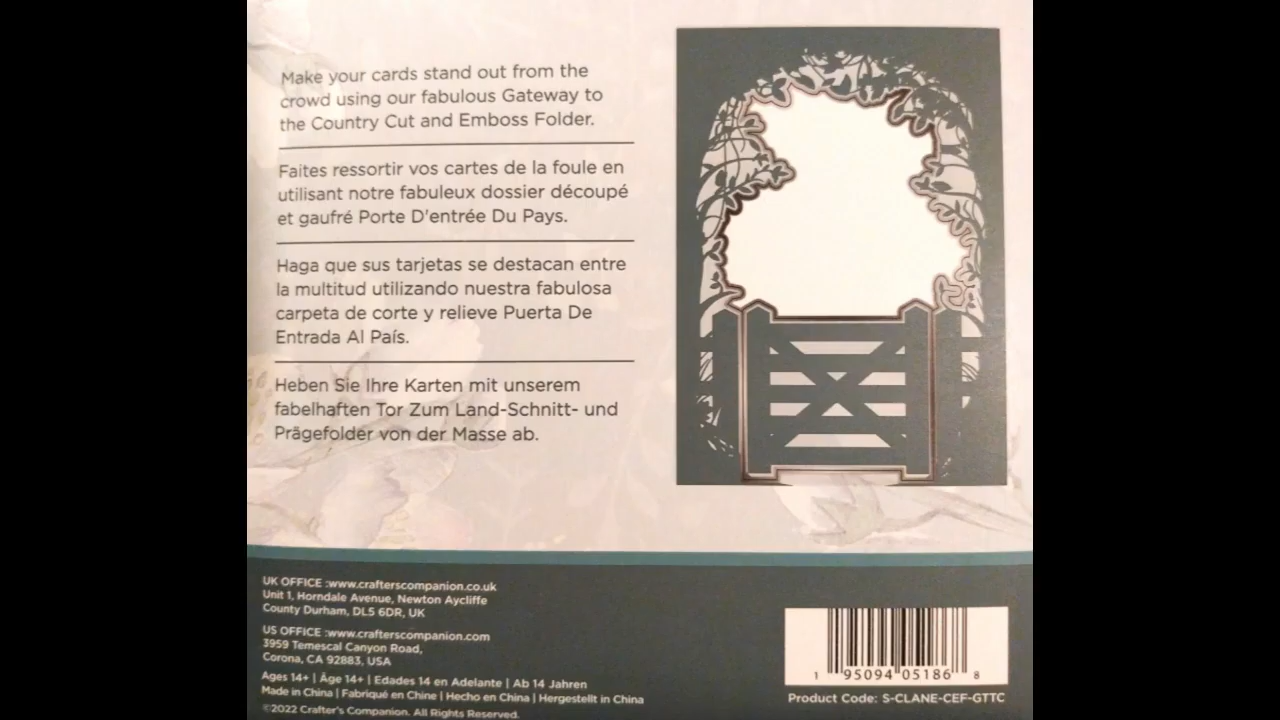 Make your cards stand out from the
crowd using our fabulous Gateway to
the Country Cut and Emboss Folder.
Faites ressortir vos cartes de la foule en
utilisant notre fabuleux dossier découpé
et gaufré Porte D'entrée Du Pays.
Haga que sus tarjetas se destacan entre
la multitud utilizando nuestra fabulosa
carpeta de corte y relieve Puerta De
Entrada Al País.
Heben Sie Ihre Karten mit unserem
fabelhaften Tor Zum Land-Schnitt- und
Prägefolder von der Masse ab.
UK OFFICE :www.crafterscompanion.co.uk
Unit 1, Horndale Avenue, Newton Aycliffe
County Durham, DL5 6DR, UK
US OFFICE :www.crafterscompanion.com
3959 Temescal Canyon Road,
Corona, CA 92883, USA
Ages 14+ | Âge 14+ | Edades 14 en Adelante | Ab 14 Jahren
Made in China | Fabriqué en Chine | Hecho en China | Hergestellt in China
©2022 Crafter's Companion. All Rights Reserved.
1 95094 05186 8
Product Code: S-CLANE-CEF-GTTC